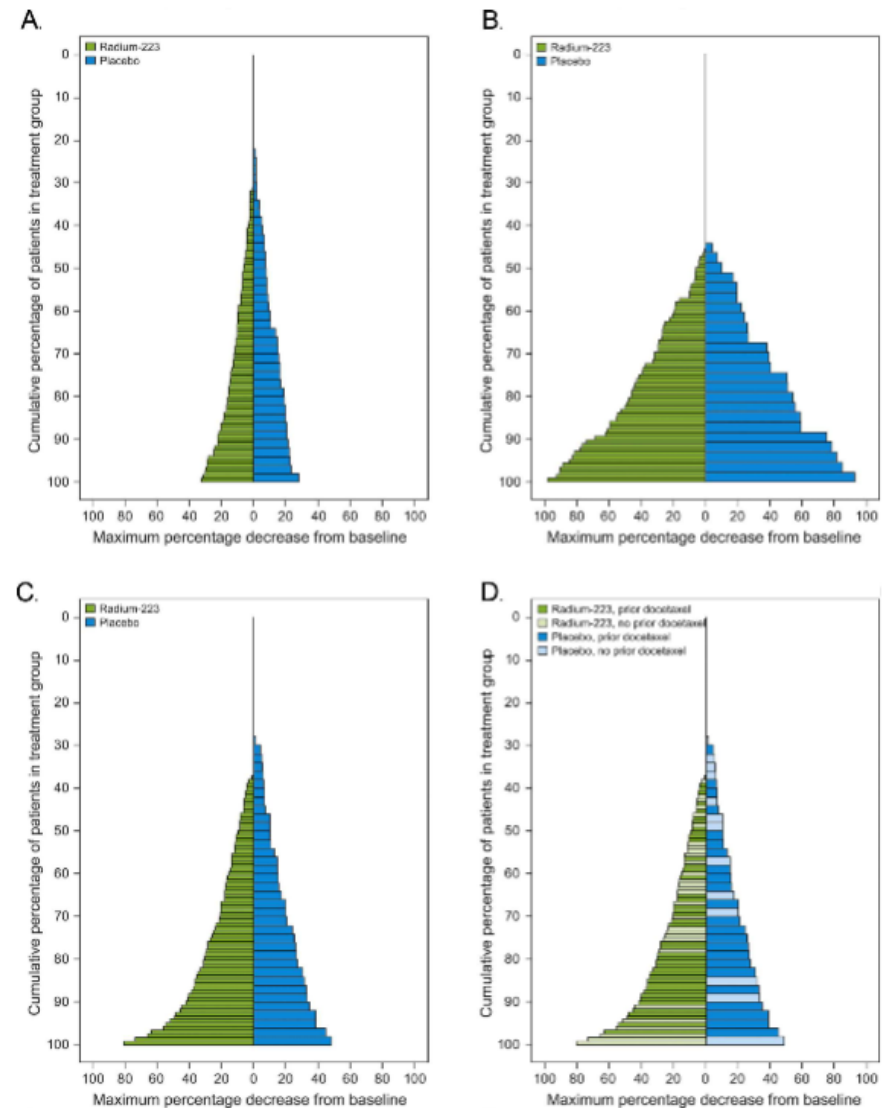 A.
Radium-223
Placebo
0
10
20
30
40
50
60
70
80
90
100
Cumulative percentage of patients in treatment group
100 80 60 40 20 0 20 40 60 80 100
Maximum percentage decrease from baseline
B.
Radium-223
Placebo
0
10
20
30
40
50
60
70
80
90
100
Cumulative percentage of patients in treatment group
100 80 60 40 20 0 20 40 60 80 100
Maximum percentage decrease from baseline
C.
Radium-223
Placebo
0
10
20
30
40
50
60
70
80
90
100
Cumulative percentage of patients in treatment group
100 80 60 40 20 0 20 40 60 80 100
Maximum percentage decrease from baseline
D.
Radium-223, prior docetaxel
Radium-223, no prior docetaxel
Placebo, prior docetaxel
Placebo, no prior docetaxel
0
10
20
30
40
50
60
70
80
90
100
Cumulative percentage of patients in treatment group
100 80 60 40 20 0 20 40 60 80 100
Maximum percentage decrease from baseline